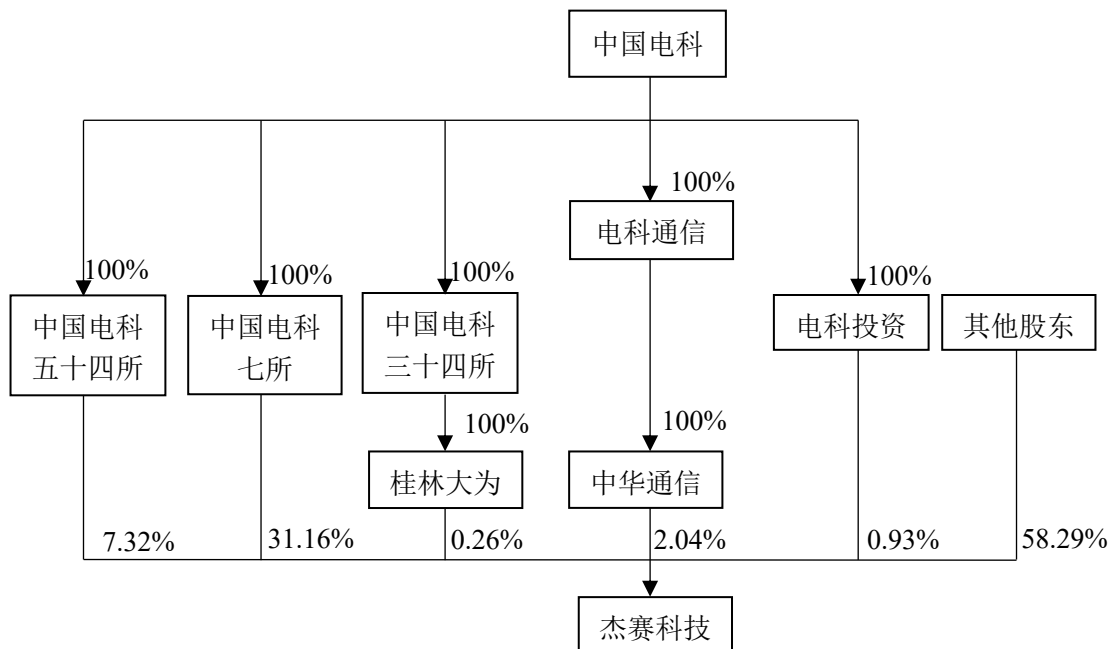 中国电科
100%
电科通信
100%
100%
100%
100%
中国电科
五十四所
中国电科
七所
中国电科
三十四所
电科投资
其他股东
100%
100%
桂林大为
中华通信
7.32%
31.16%
0.26%
2.04%
0.93%
58.29%
杰赛科技